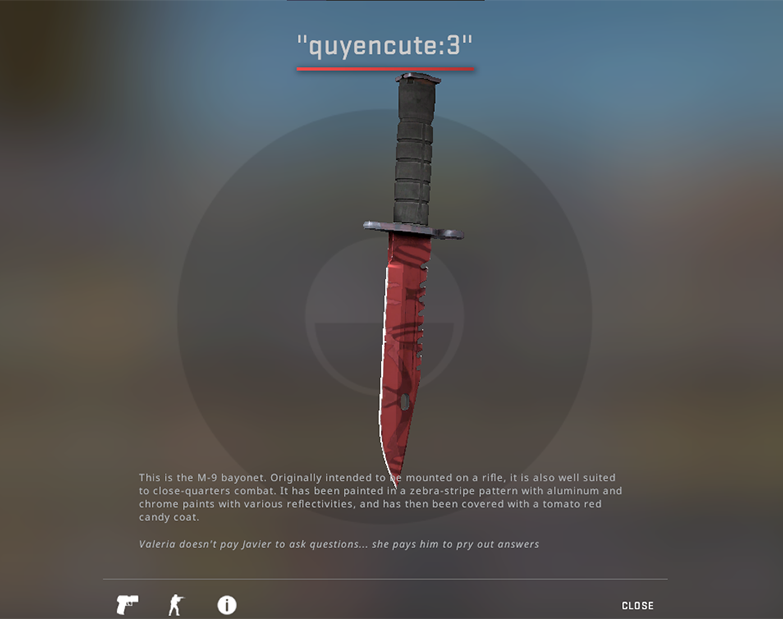 "quyencute:3"
This is the M-9 bayonet. Originally intended to be mounted on a rifle, it is also well suited
to close-quarters combat. It has been painted in a zebra-stripe pattern with aluminum and
chrome paints with various reflectivities, and has then been covered with a tomato red
candy coat.
Valeria doesn't pay Javier to ask questions... she pays him to pry out answers
CLOSE